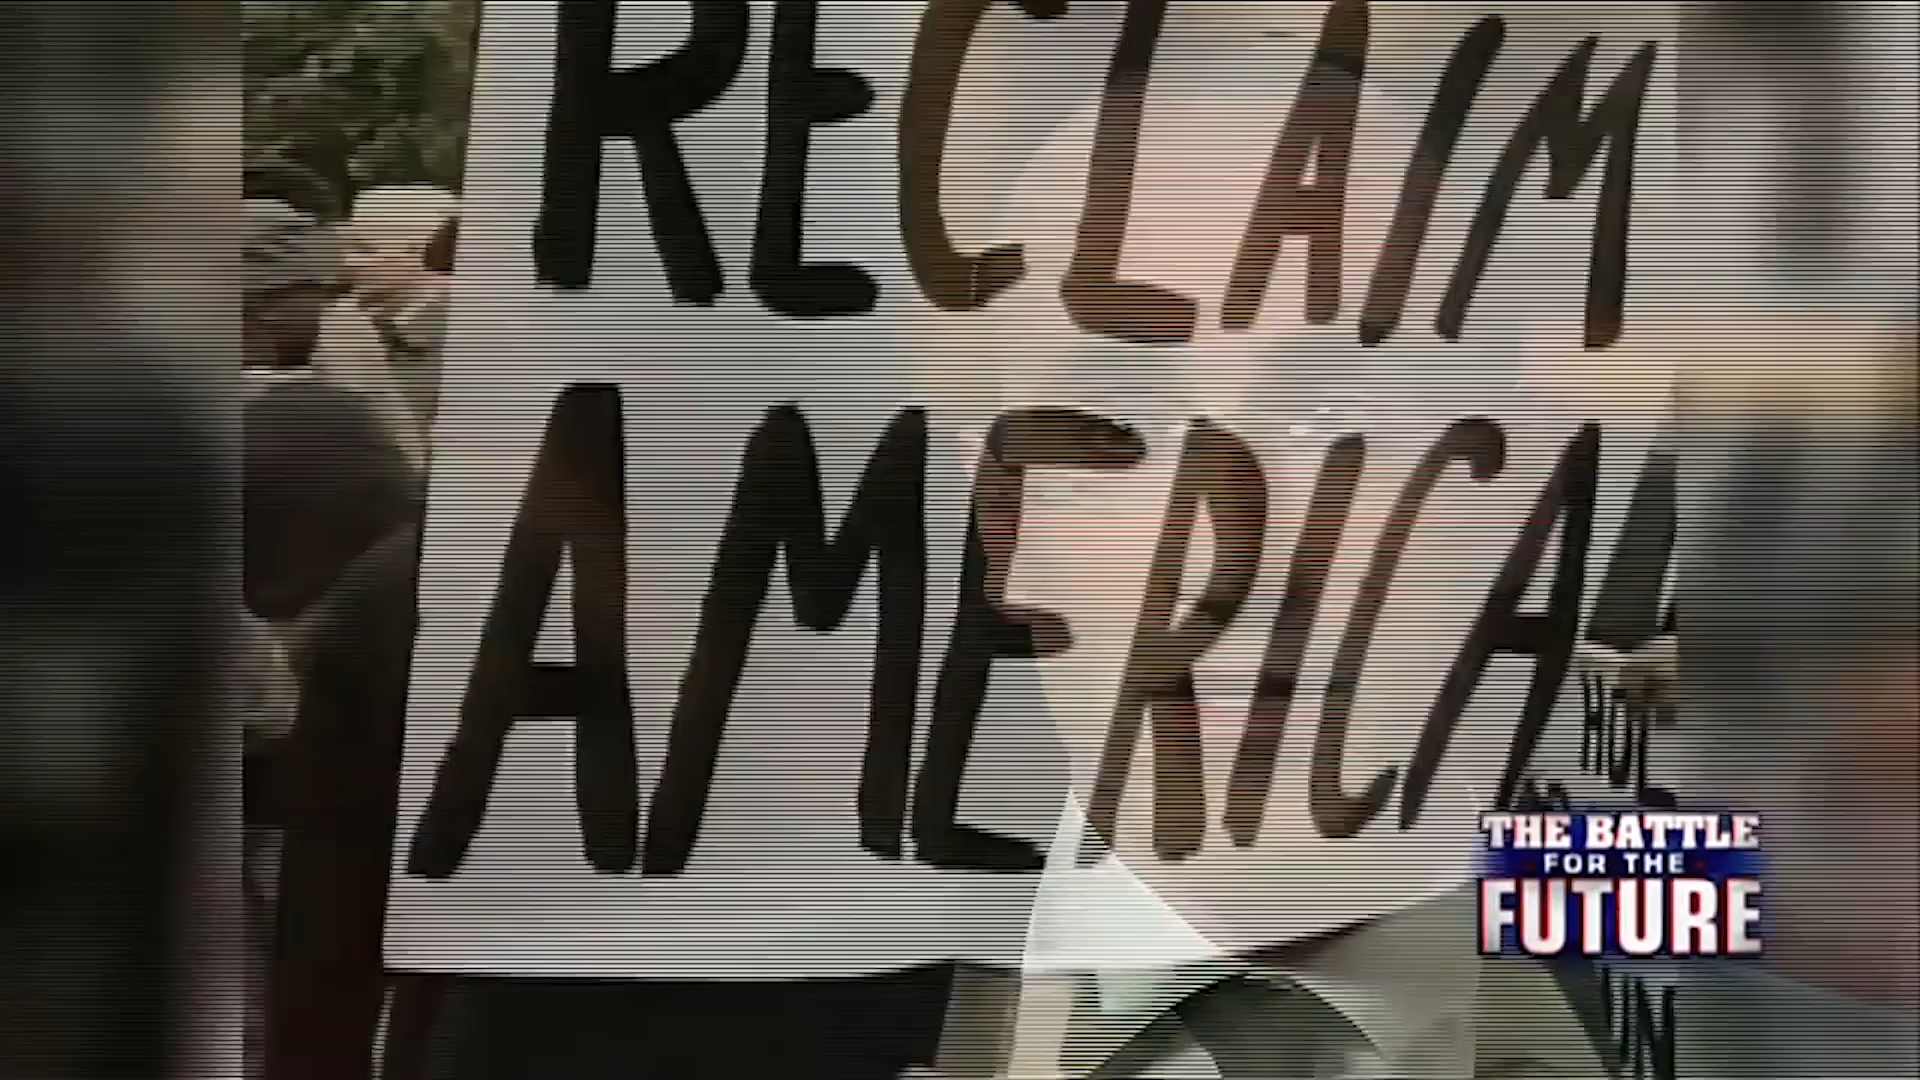 RECLAIM
AMERICA
THE BATTLE
FOR THE
FUTURE